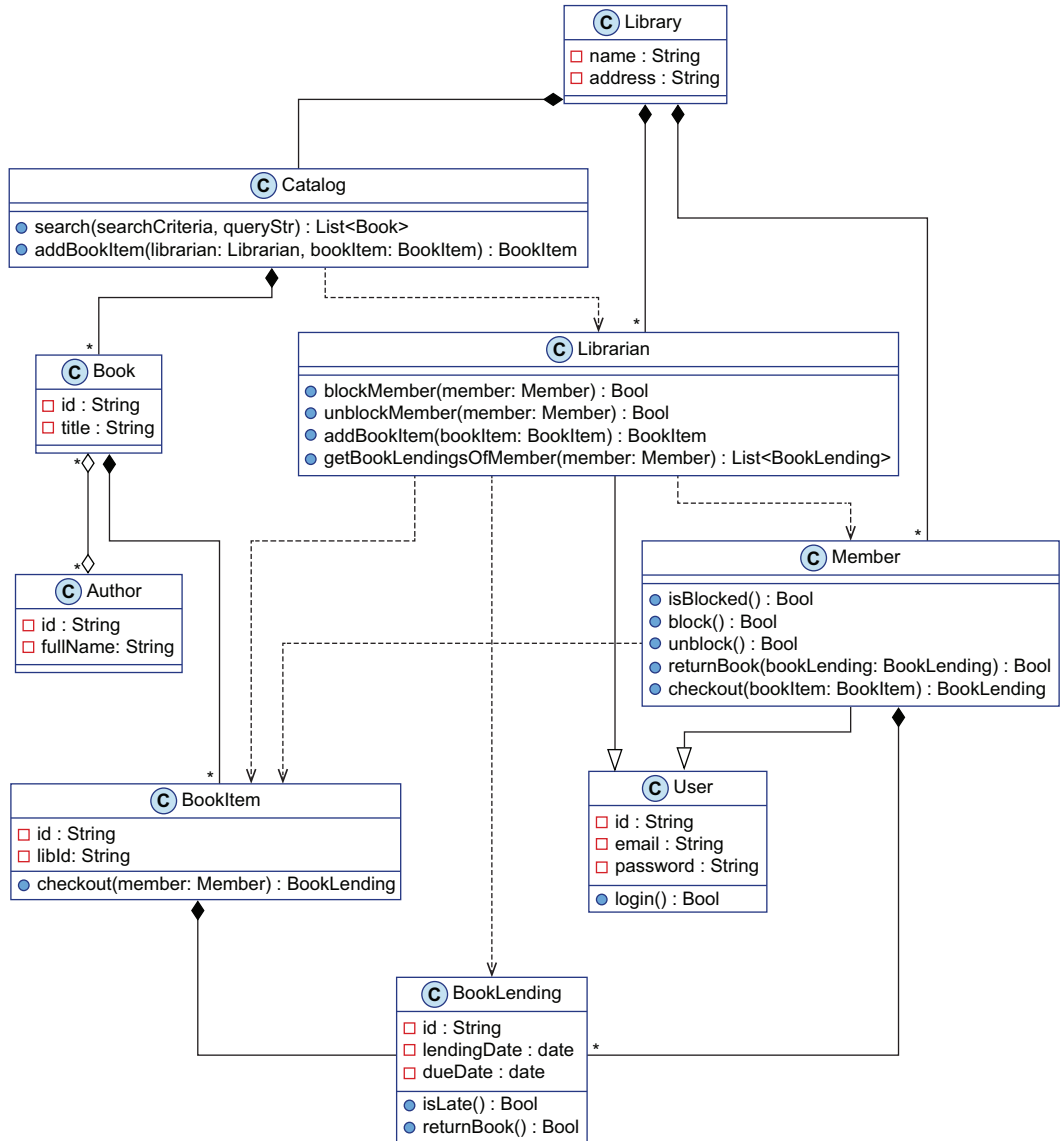 C Library
name : String
address : String
C Catalog
search(searchCriteria, queryStr) : List<Book>
addBookItem(librarian: Librarian, bookItem: BookItem) : BookItem
*
*
C Book
id : String
title : String
C Librarian
blockMember(member: Member) : Bool
unblockMember(member: Member) : Bool
addBookItem(bookItem: BookItem) : BookItem
getBookLendingsOfMember(member: Member) : List<BookLending>
*
*
*
C Author
id : String
fullName: String
C Member
isBlocked() : Bool
block() : Bool
unblock() : Bool
returnBook(bookLending: BookLending) : Bool
checkout(bookItem: BookItem) : BookLending
*
C BookItem
id : String
libId: String
checkout(member: Member) : BookLending
C User
id : String
email : String
password : String
login() : Bool
C BookLending
id : String
lendingDate : date
dueDate : date
isLate() : Bool
returnBook() : Bool
*